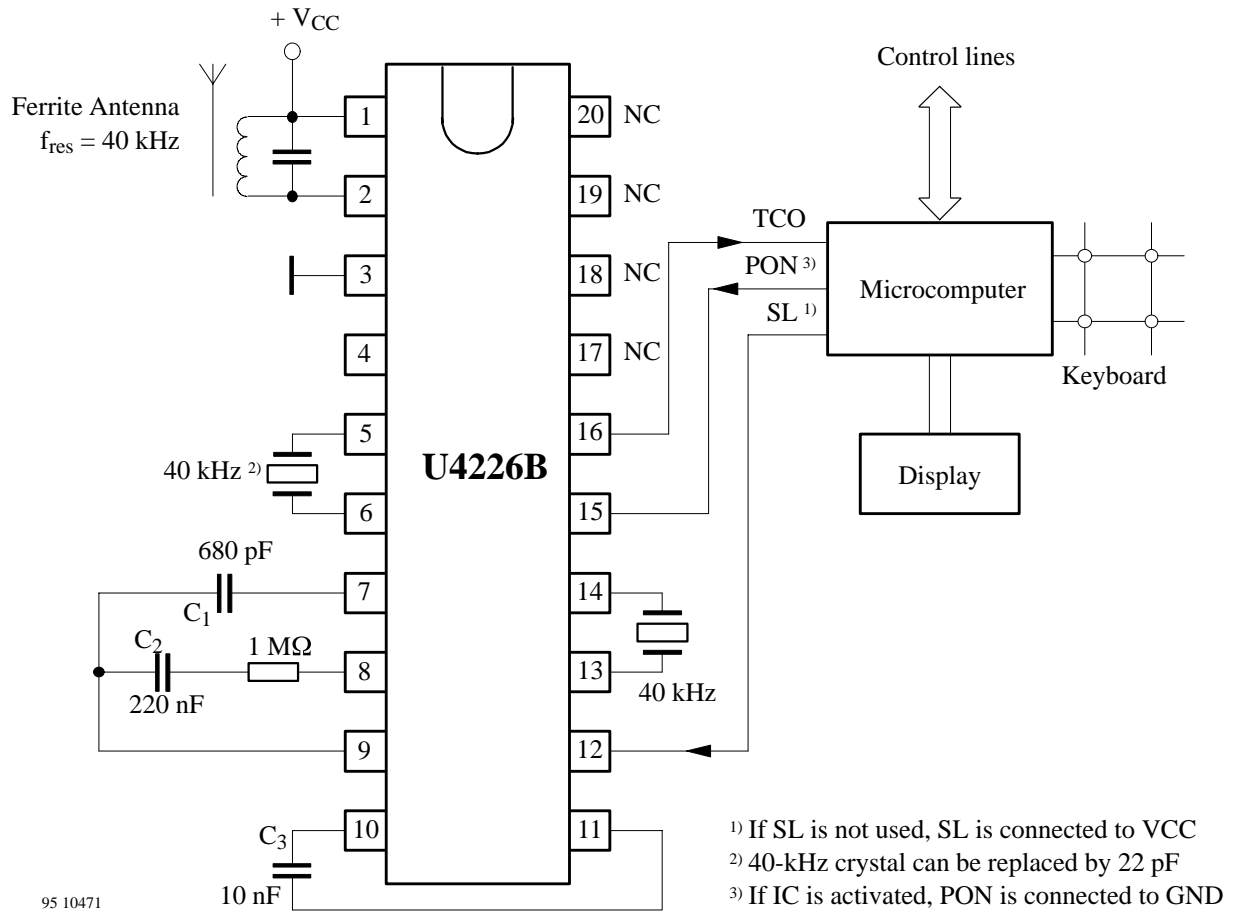 + VCC
Control lines
Ferrite Antenna
fres = 40 kHz
1
20 NC
2
19 NC
TCO
3
18 NC
PON 3)
Microcomputer
SL 1)
4
17 NC
Keyboard
5
16
40 kHz 2)
U4226B
Display
6
15
680 pF
7
14
C1
C2
1 MΩ
8
13
220 nF
40 kHz
9
12
10
11
C3
10 nF
1) If SL is not used, SL is connected to VCC
2) 40-kHz crystal can be replaced by 22 pF
3) If IC is activated, PON is connected to GND
95 10471